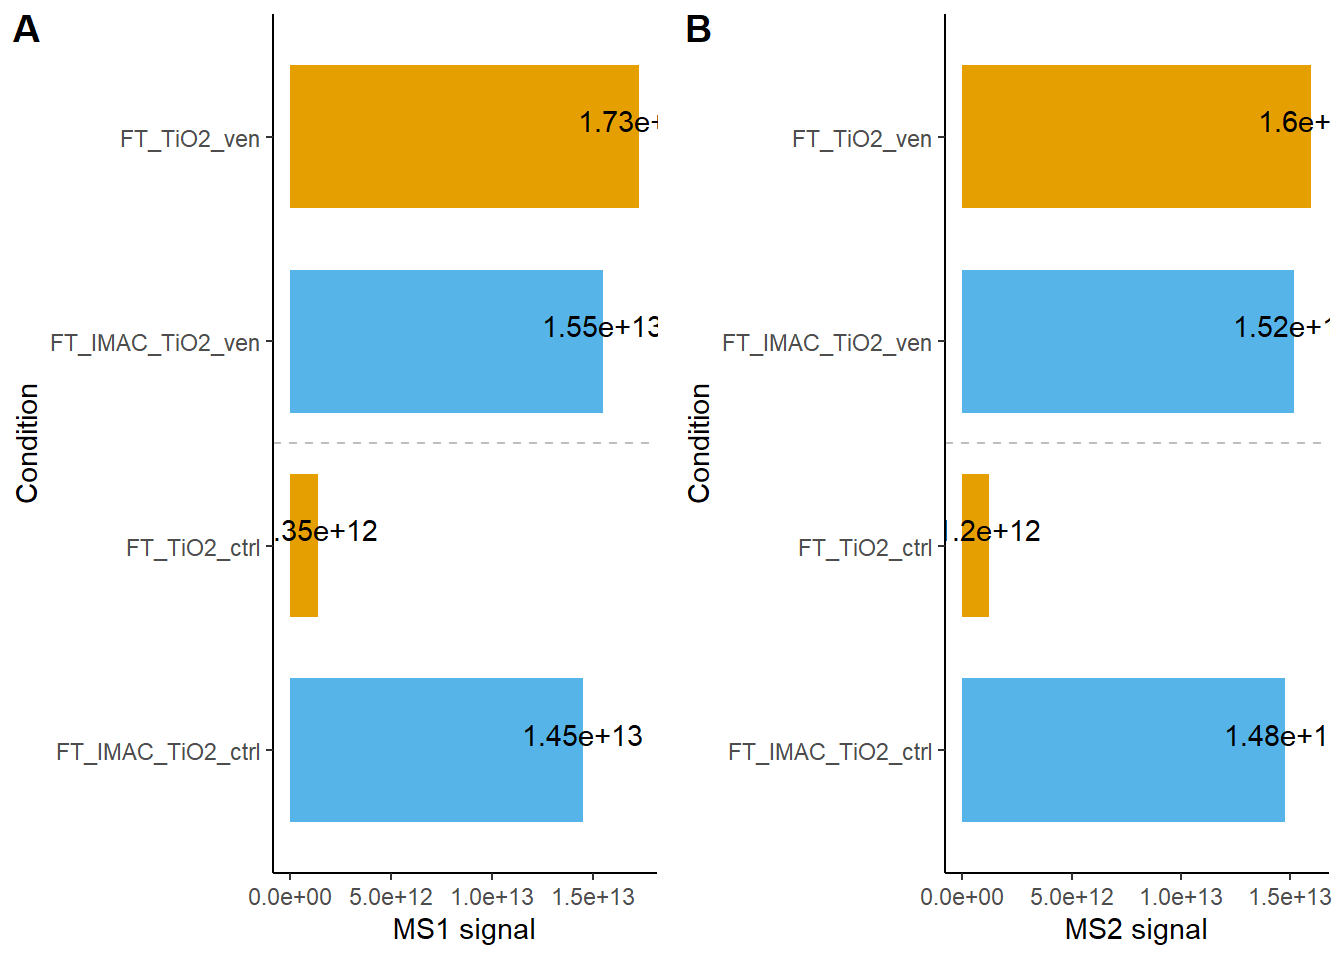 A
Condition
FT_TiO2_ven
1.73e+
FT_IMAC_TiO2_ven
1.55e+13
FT_TiO2_ctrl
.35e+12
FT_IMAC_TiO2_ctrl
1.45e+13
0.0e+00 5.0e+12 1.0e+13 1.5e+13
MS1 signal
B
Condition
FT_TiO2_ven
1.6e+
FT_IMAC_TiO2_ven
1.52e+1
FT_TiO2_ctrl
1.2e+12
FT_IMAC_TiO2_ctrl
1.48e+1
0.0e+00 5.0e+12 1.0e+13 1.5e+13
MS2 signal